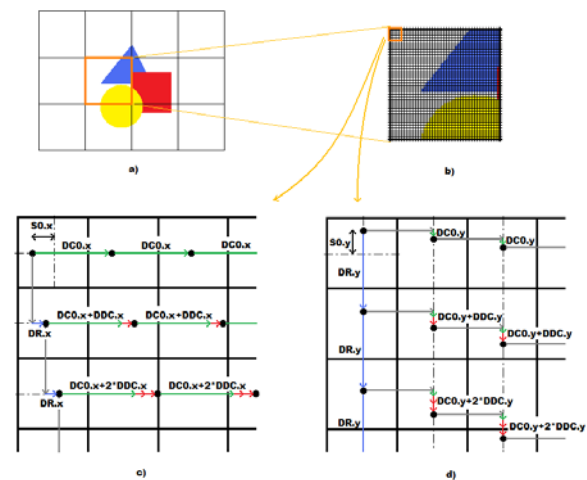 a)
b)
S0.x
DC0.x
DC0.x
DC0.x
DC0.x+DDC.x
DC0.x+DDC.x
DR.x
DC0.x+2*DDC.x
DC0.x+2*DDC.x
DR.x
c)
S0.y
DC0.y
DC0.y
DR.y
DC0.y+DDC.y
DC0.y+DDC.y
DR.y
DC0.y+2*DDC.y
DC0.y+2*DDC.y
DR.y
d)